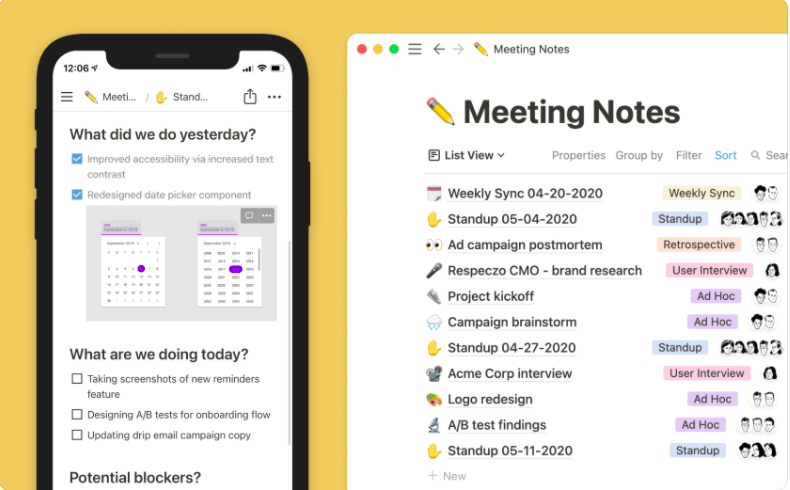 12:06
Meeti... / Stand...
What did we do yesterday?
Improved accessibility via increased text
contrast
Redesigned date picker component
September 2019
September 2019
What are we doing today?
Taking screenshots of new reminders
feature
Designing A/B tests for onboarding flow
Updating drip email campaign copy
Potential blockers?
Meeting Notes
Meeting Notes
List View
Properties Group by Filter Sort Sear
Weekly Sync 04-20-2020 Weekly Sync
Standup 05-04-2020 Standup
Ad campaign postmortem Retrospective
Respeczo CMO - brand research User Interview
Project kickoff Ad Hoc
Campaign brainstorm Ad Hoc
Standup 04-27-2020 Standup
Acme Corp interview User Interview
Logo redesign Ad Hoc
A/B test findings Ad Hoc
Standup 05-11-2020 Standup
+ New